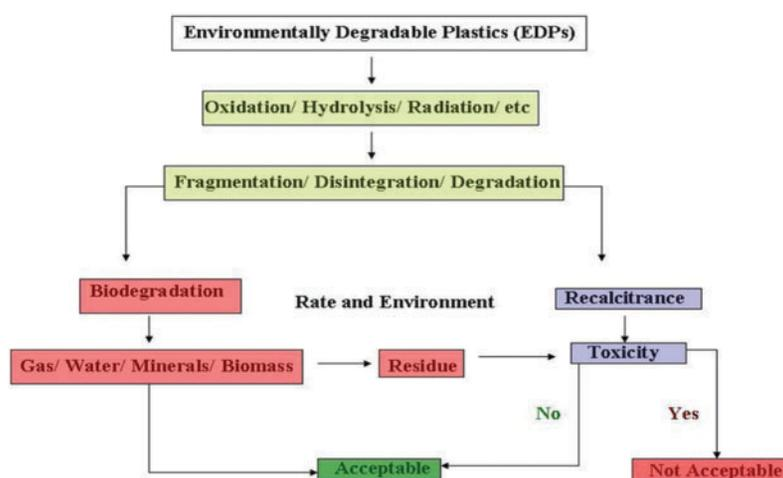 Environmentally Degradable Plastics (EDPs)
Oxidation/ Hydrolysis/ Radiation/ etc
Fragmentation/ Disintegration/ Degradation
Biodegradation
Rate and Environment
Recalcitrance
Gas/ Water/ Minerals/ Biomass
Residue
Toxicity
No
Yes
Acceptable
Not Acceptable